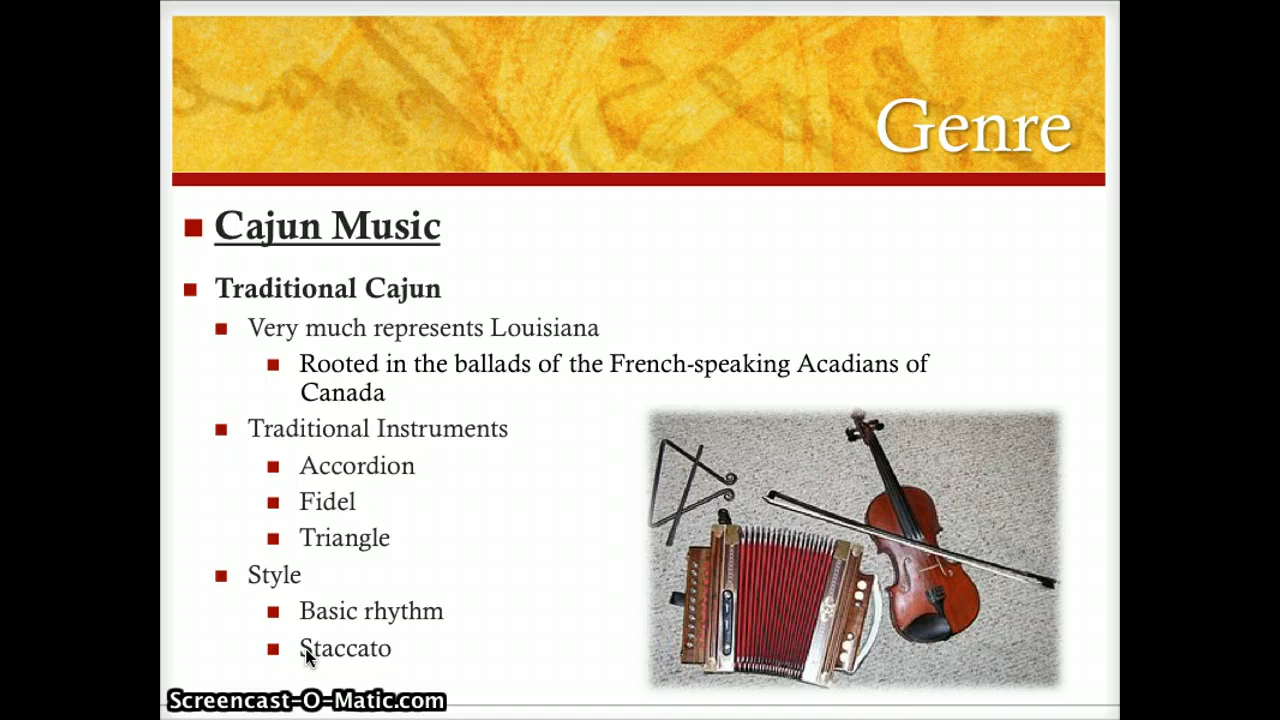 Genre
Cajun Music
Traditional Cajun
Very much represents Louisiana
Rooted in the ballads of the French-speaking Acadians of
Canada
Traditional Instruments
Accordion
Fidel
Triangle
Style
Basic rhythm
Staccato
Screencast-O-Matic.com